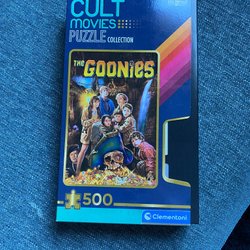 CULT
MOVIES
PUZZLE COLLECTION
THE GOONIES
500
Clementoni